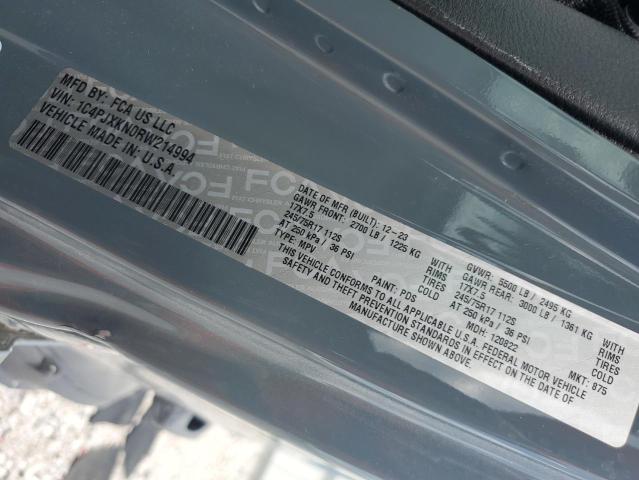 MFD BY: FCA US LLC
VIN: 1C4PJXKN0RW214994
VEHICLE MADE IN: U.S.A.
DATE OF MFR (BUILT): 12-23 GVWR: 5500 LB / 2495 KG
GAWR FRONT: 2700 LB / 1225 KG WITH GAWR REAR: 3000 LB / 1361 KG WITH
17X7.5 RIMS 17X7.5 RIMS
245/75R17 112S TIRES 245/75R17 112S TIRES
AT 250 kPa / 36 PSI COLD AT 250 kPa / 36 PSI COLD
TYPE: MPV PAINT: PDS MDH: 120822 MKT: 875
THIS VEHICLE CONFORMS TO ALL APPLICABLE U.S.A. FEDERAL MOTOR VEHICLE
SAFETY AND THEFT PREVENTION STANDARDS IN EFFECT ON THE DATE OF
MANUFACTURE SHOWN ABOVE.